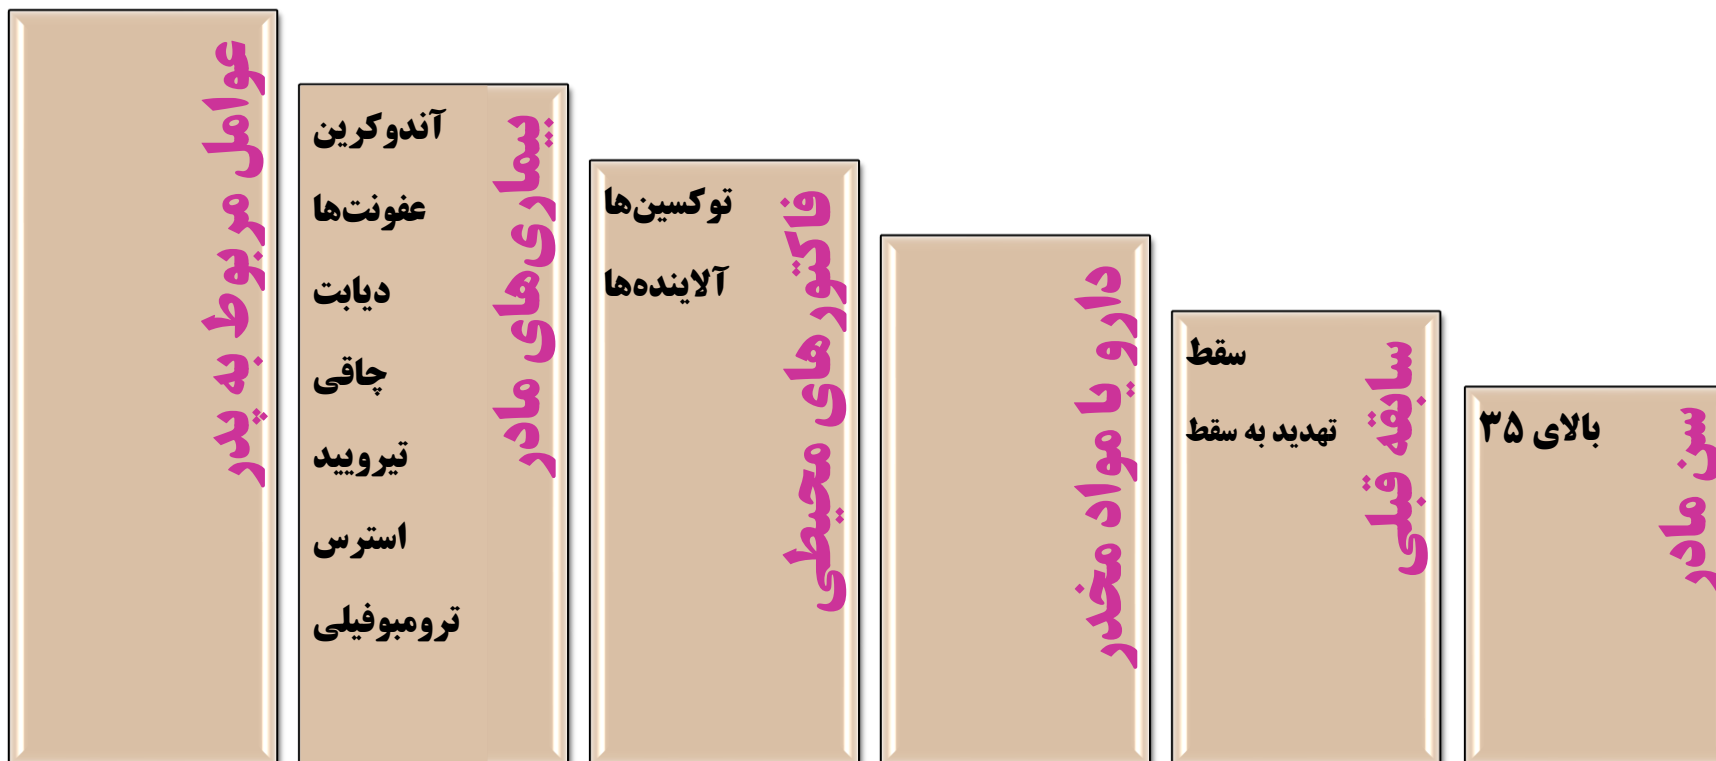 سن مادر
بالای ۳۵
سابقه قبلی
سقط
تهدید به سقط
دارو یا مواد مخدر
فاکتورهای محیطی
توکسین‌ها
آلاینده‌ها
بیماری‌های مادر
آندوکرین
عفونت‌ها
دیابت
چاقی
تیرویید
استرس
ترومبوفیلی
عوامل مربوط به پدر